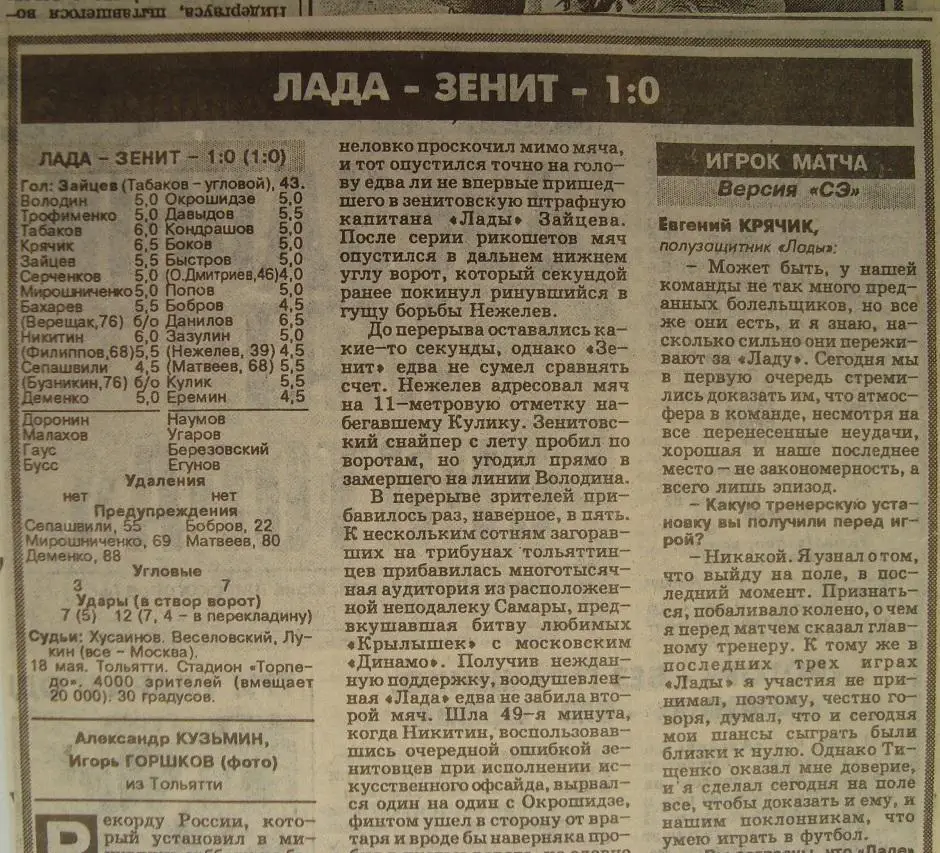 ЛАДА - ЗЕНИТ - 1:0
ЛАДА - ЗЕНИТ - 1:0 (1:0)
Гол: Зайцев (Табаков - угловой), 43.
Володин 5,0 Окрошидзе 5,0
Трофименко 5,0 Давыдов 5,5
Табаков 6,0 Кондрашов 5,0
Крячик 6,5 Боков 5,0
Зайцев 5,5 Быстров 5,0
Серченков 5,0 (О.Дмитриев,46)4,0
Мирошниченко5,0 Попов 5,0
Бахарев 5,5 Бобров 4,5
(Верещак,76) б/о Данилов 6,5
Никитин 6,0 Зазулин 5,0
(Филиппов,68)5,5 (Нежелев, 39) 4,5
Сепашвили 4,5 (Матвеев, 68) 5,5
(Бузникин,76) б/о Кулик 5,5
Деменко 5,0 Еремин 4,5
Доронин Наумов
Малахов Угаров
Гаус Березовский
Бусс Егунов
Удаления
нет нет
Предупреждения
Сепашвили, 55 Бобров, 22
Мирошниченко, 69 Матвеев, 80
Деменко, 88
Угловые
3 7
Удары (в створ ворот)
7 (5) 12 (7, 4 - в перекладину)
Судьи: Хусаинов. Веселовский, Лу-
кин (все - Москва).
18 мая. Тольятти. Стадион «Торпе-
до». 4000 зрителей (вмещает
20 000). 30 градусов.
Александр КУЗЬМИН,
Игорь ГОРШКОВ (фото)
из Тольятти
Рекорду России, кото-
рый установил в ми-
неловко проскочил мимо мяча,
и тот опустился точно на голо-
ву едва ли не впервые пришед-
шего в зенитовскую штрафную
капитана «Лады» Зайцева.
После серии рикошетов мяч
опустился в дальнем нижнем
углу ворот, который секундой
ранее покинул ринувшийся в
гущу борьбы Нежелев.
До перерыва оставались ка-
кие-то секунды, однако «Зе-
нит» едва не сумел сравнять
счет. Нежелев адресовал мяч
на 11-метровую отметку на-
бегавшему Кулику. Зенитовс-
кий снайпер с лету пробил по
воротам, но угодил прямо в
замершего на линии Володина.
В перерыве зрителей при-
бавилось раз, наверное, в пять.
К нескольким сотням загорав-
ших на трибунах тольяттин-
цев прибавилась многотысяч-
ная аудитория из расположен-
ной неподалеку Самары, пред-
вкушавшая битву любимых
«Крылышек» с московским
«Динамо». Получив неждан-
ную поддержку, воодушевлен-
ная «Лада» едва не забила вто-
рой мяч. Шла 49-я минута,
когда Никитин, воспользовав-
шись очередной ошибкой зе-
нитовцев при исполнении ис-
кусственного офсайда, вырвал-
ся один на один с Окрошидзе,
финтом ушел в сторону от вра-
таря и вроде бы наверняка про-
ИГРОК МАТЧА
Версия «СЭ»
Евгений КРЯЧИК,
полузащитник «Лады»:
- Может быть, у нашей
команды не так много пре-
данных болельщиков, но все
же они есть, и я знаю, на-
сколько сильно они пережи-
вают за «Ладу». Сегодня мы
в первую очередь стреми-
лись доказать им, что атмос-
фера в команде, несмотря на
все перенесенные неудачи,
хорошая и наше последнее
место - не закономерность, а
всего лишь эпизод.
- Какую тренерскую уста-
новку вы получили перед иг-
рой?
- Никакой. Я узнал о том,
что выйду на поле, в пос-
ледний момент. Признать-
ся, побаливало колено, о чем
я перед матчем сказал глав-
ному тренеру. К тому же в
последних трех играх
«Лады» я участия не при-
нимал, поэтому, честно го-
воря, думал, что и сегодня
мои шансы сыграть были
близки к нулю. Однако Ти-
щенко оказал мне доверие,
и я сделал сегодня на поле
все, чтобы доказать и ему, и
нашим поклонникам, что
умею играть в футбол.